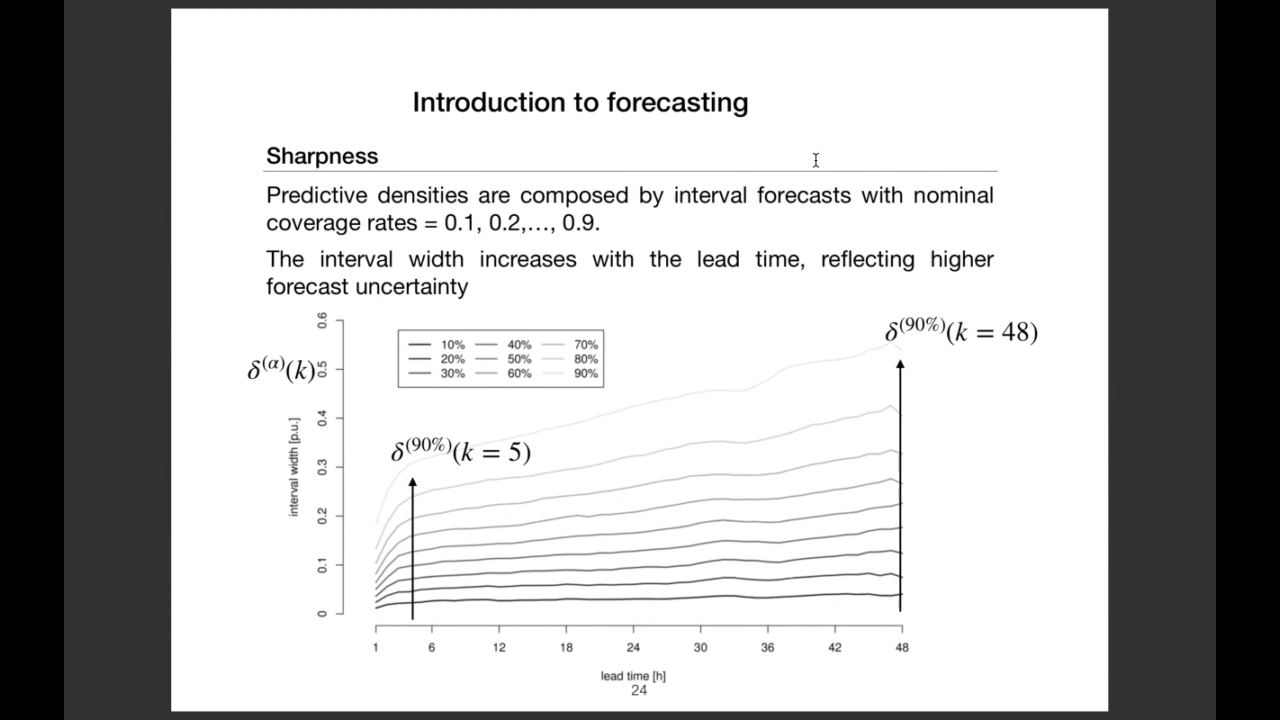 Introduction to forecasting
Sharpness
Predictive densities are composed by interval forecasts with nominal
coverage rates = 0.1, 0.2,..., 0.9.
The interval width increases with the lead time, reflecting higher
forecast uncertainty
δ^(90%)(k = 48)
δ^(α)(k)
δ^(90%)(k = 5)
10% 40% 70%
20% 50% 80%
30% 60% 90%
interval width [p.u.]
0.6
0.5
0.4
0.3
0.2
0.1
0
1 6 12 18 24 30 36 42 48
lead time [h]
24